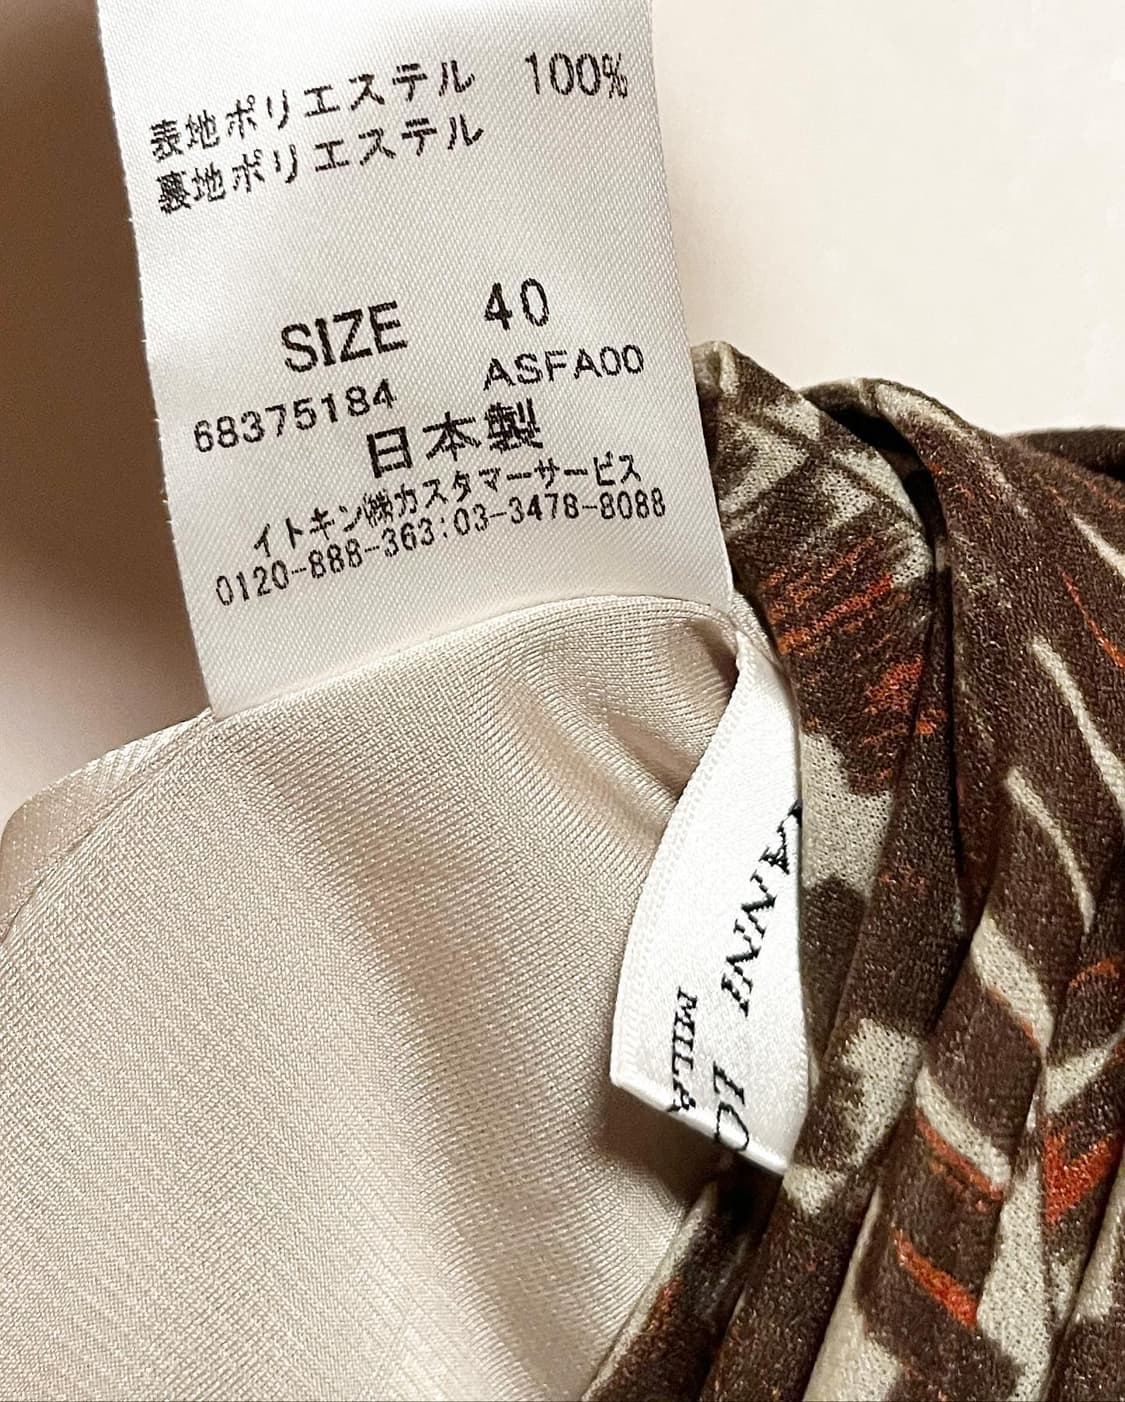 表地ポリエステル 100%
裏地ポリエステル
SIZE 40
68375184 ASFA00
日本製
イトキン㈱カスタマーサービス
0120-888-363:03-3478-8088